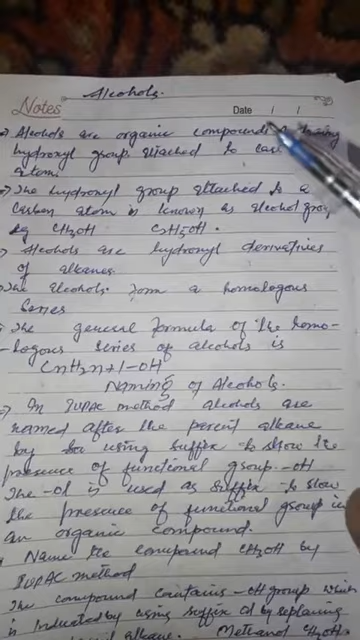 Alcohols.
Notes
Date / /
Alcohols are organic compounds having
hydroxyl group attached to
atom
The hydroxyl group attached to a
carbon atom is known as alcohol group
eg CH3OH C2H5OH.
Alcohols are hydroxyl derivatives
of alkanes
The alcohols form a homologous
series
The general formula of the homo-
-logous series of alcohols is
CnH2n+1-OH
Naming of Alcohols.
In IUPAC method alcohols are
named after the parent alkane
by using suffix to show the
presence of functional group -OH
The -ol is used as suffix to show
the presence of functional group in
an organic compound.
Name the compound CH3OH by
IUPAC method
The compound contains -OH group which
is indicated by using suffix ol by replacing
alkane. Methanol CH3OH